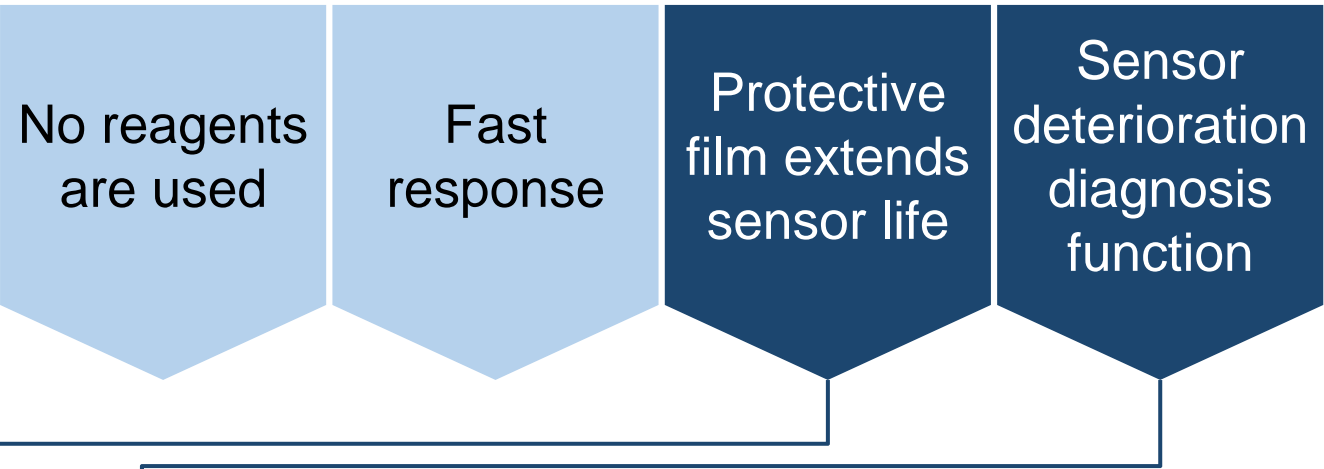 No reagents
are used
Fast
response
Protective
film extends
sensor life
Sensor
deterioration
diagnosis
function